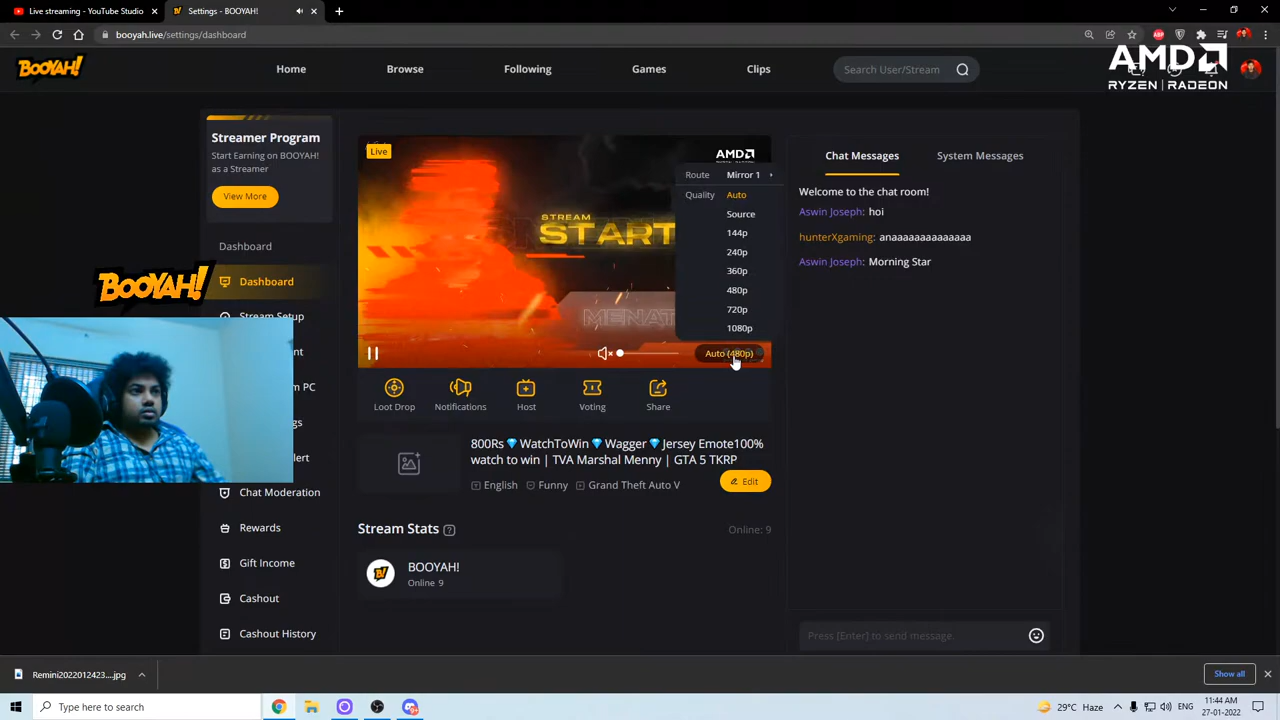 Live streaming - YouTube Studio
Settings - BOOYAH!
booyah.live/settings/dashboard
BOOYAH!
Home
Browse
Following
Games
Clips
Search User/Stream
AMD
RYZEN | RADEON
Streamer Program
Start Earning on BOOYAH!
as a Streamer
View More
Dashboard
BOOYAH!
Dashboard
Stream Setup
Chat Moderation
Rewards
Gift Income
Cashout
Cashout History
Live
AMD
STREAM
START
Route Mirror 1
Quality Auto
Source
144p
240p
360p
480p
720p
1080p
Auto (480p)
Loot Drop
Notifications
Host
Voting
Share
800Rs💎WatchToWin💎Wagger💎Jersey Emote100%
watch to win | TVA Marshal Menny | GTA 5 TKRP
English
Funny
Grand Theft Auto V
Edit
Stream Stats
Online: 9
BOOYAH!
Online 9
Chat Messages
System Messages
Welcome to the chat room!
Aswin Joseph: hoi
hunterXgaming: anaaaaaaaaaaaaa
Aswin Joseph: Morning Star
Press [Enter] to send message.
Remini2022012423....jpg
Show all
Type here to search
29°C Haze
ENG
11:44 AM
27-01-2022